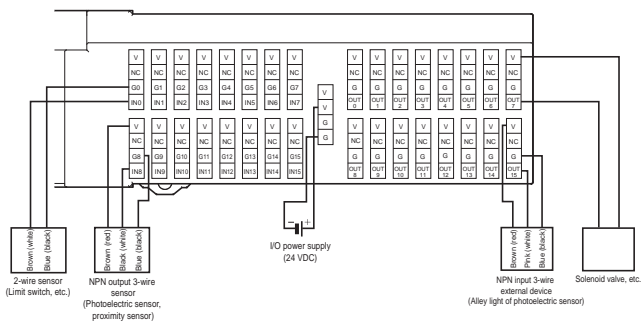 V V V V V V V V V V V V V V V V
NC NC NC NC NC NC NC NC NC NC NC NC NC NC NC NC
G0 G1 G2 G3 G4 G5 G6 G7 G G G G G G G G
IN0 IN1 IN2 IN3 IN4 IN5 IN6 IN7 OUT 0 OUT 1 OUT 2 OUT 3 OUT 4 OUT 5 OUT 6 OUT 7
V
V
G
G
V V V V V V V V V V V V V V V V
NC NC NC NC NC NC NC NC NC NC NC NC NC NC NC NC
G8 G9 G10 G11 G12 G13 G14 G15 G G G G G G G G
IN8 IN9 IN10 IN11 IN12 IN13 IN14 IN15 OUT 8 OUT 9 OUT 10 OUT 11 OUT 12 OUT 13 OUT 14 OUT 15
Brown (white)
Blue (black)
2-wire sensor
(Limit switch, etc.)
Brown (red)
Black (white)
Blue (black)
NPN output 3-wire
sensor
(Photoelectric sensor,
proximity sensor)
− +
I/O power supply
(24 VDC)
Brown (red)
Pink (white)
Blue (black)
NPN input 3-wire
external device
(Alley light of photoelectric sensor)
Solenoid valve, etc.